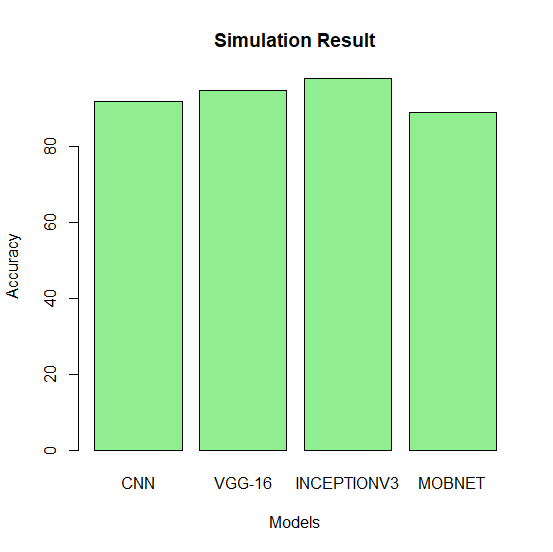 Simulation Result
Accuracy
80
60
40
20
0
CNN VGG-16 INCEPTIONV3 MOBNET
Models